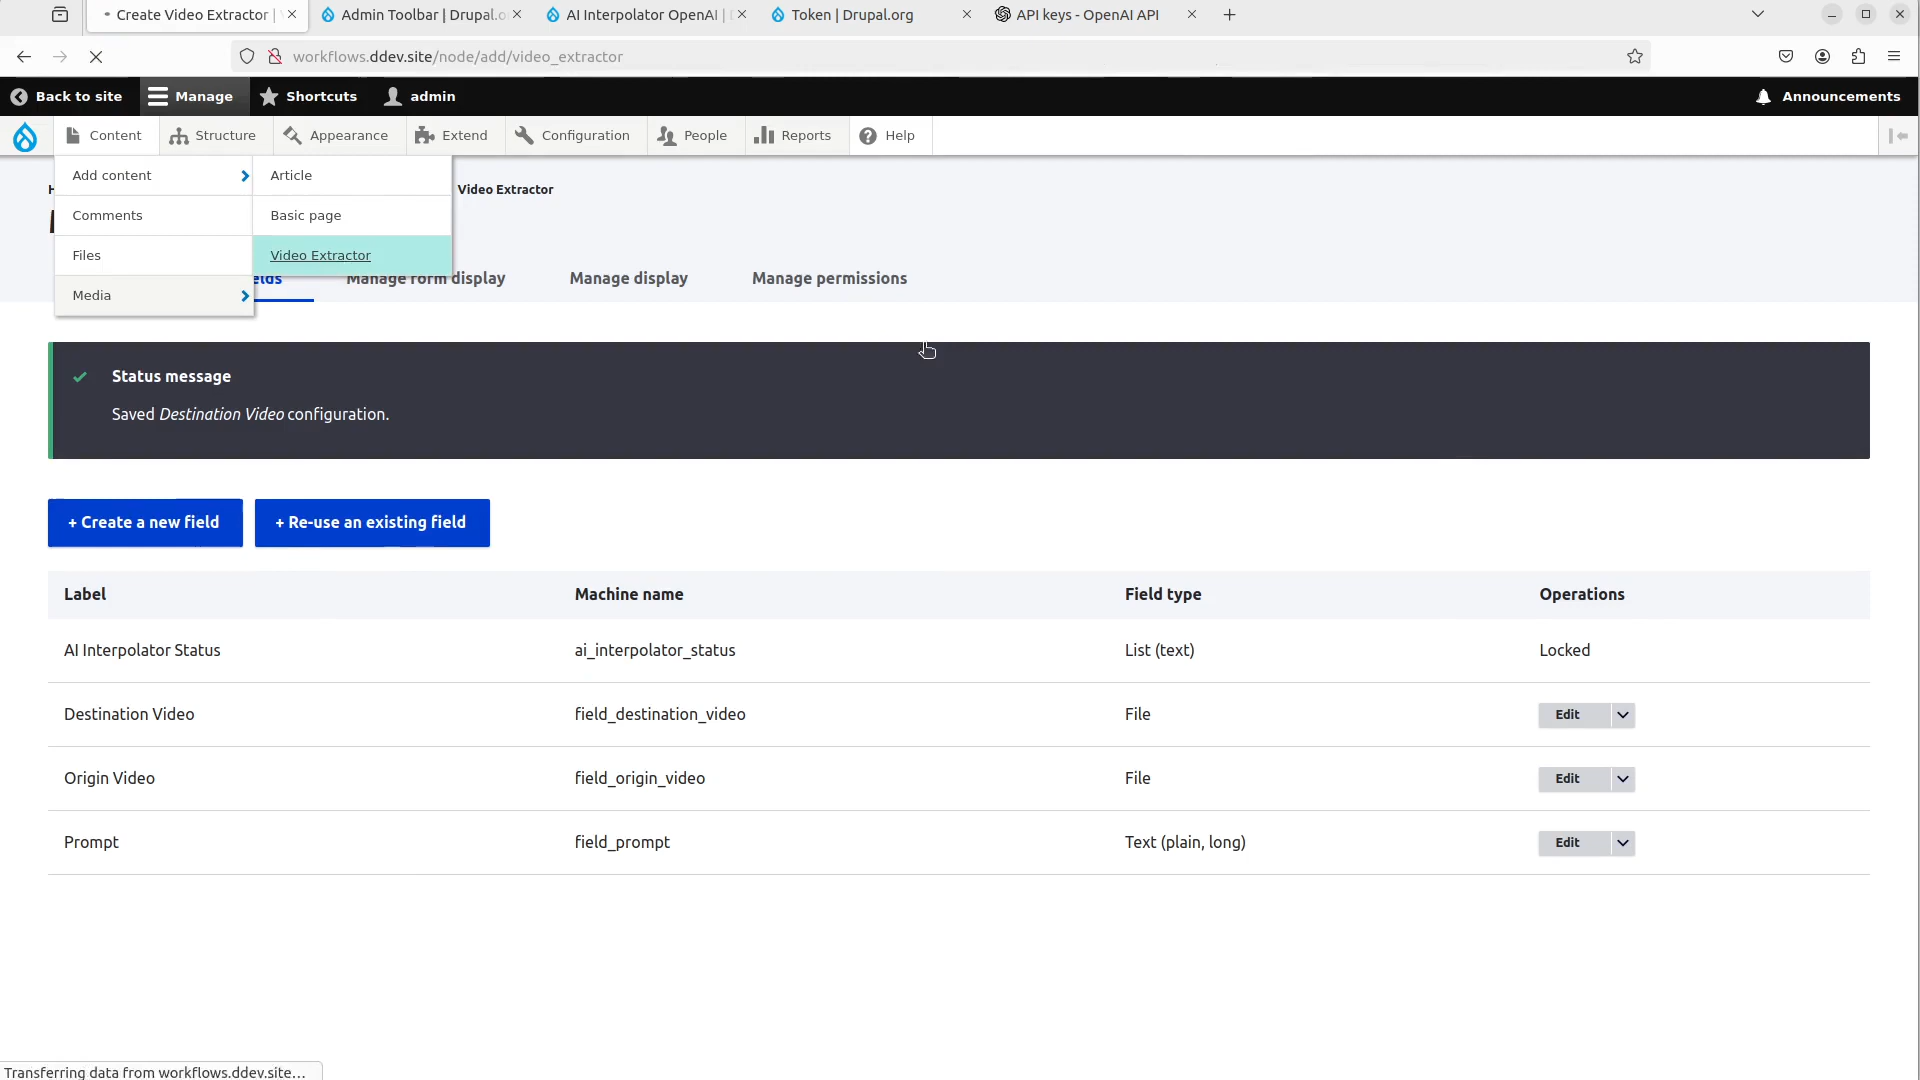 Create Video Extractor |
Admin Toolbar | Drupal.o
AI Interpolator OpenAI |
Token | Drupal.org
API keys - OpenAI API
workflows.ddev.site/node/add/video_extractor
Back to site
Manage
Shortcuts
admin
Announcements
Content
Structure
Appearance
Extend
Configuration
People
Reports
Help
Add content
Article
Video Extractor
Comments
Basic page
Files
Video Extractor
Media
elds
Manage form display
Manage display
Manage permissions
Status message
Saved Destination Video configuration.
+ Create a new field
+ Re-use an existing field
Label
Machine name
Field type
Operations
AI Interpolator Status
ai_interpolator_status
List (text)
Locked
Destination Video
field_destination_video
File
Edit
Origin Video
field_origin_video
File
Edit
Prompt
field_prompt
Text (plain, long)
Edit
Transferring data from workflows.ddev.site...